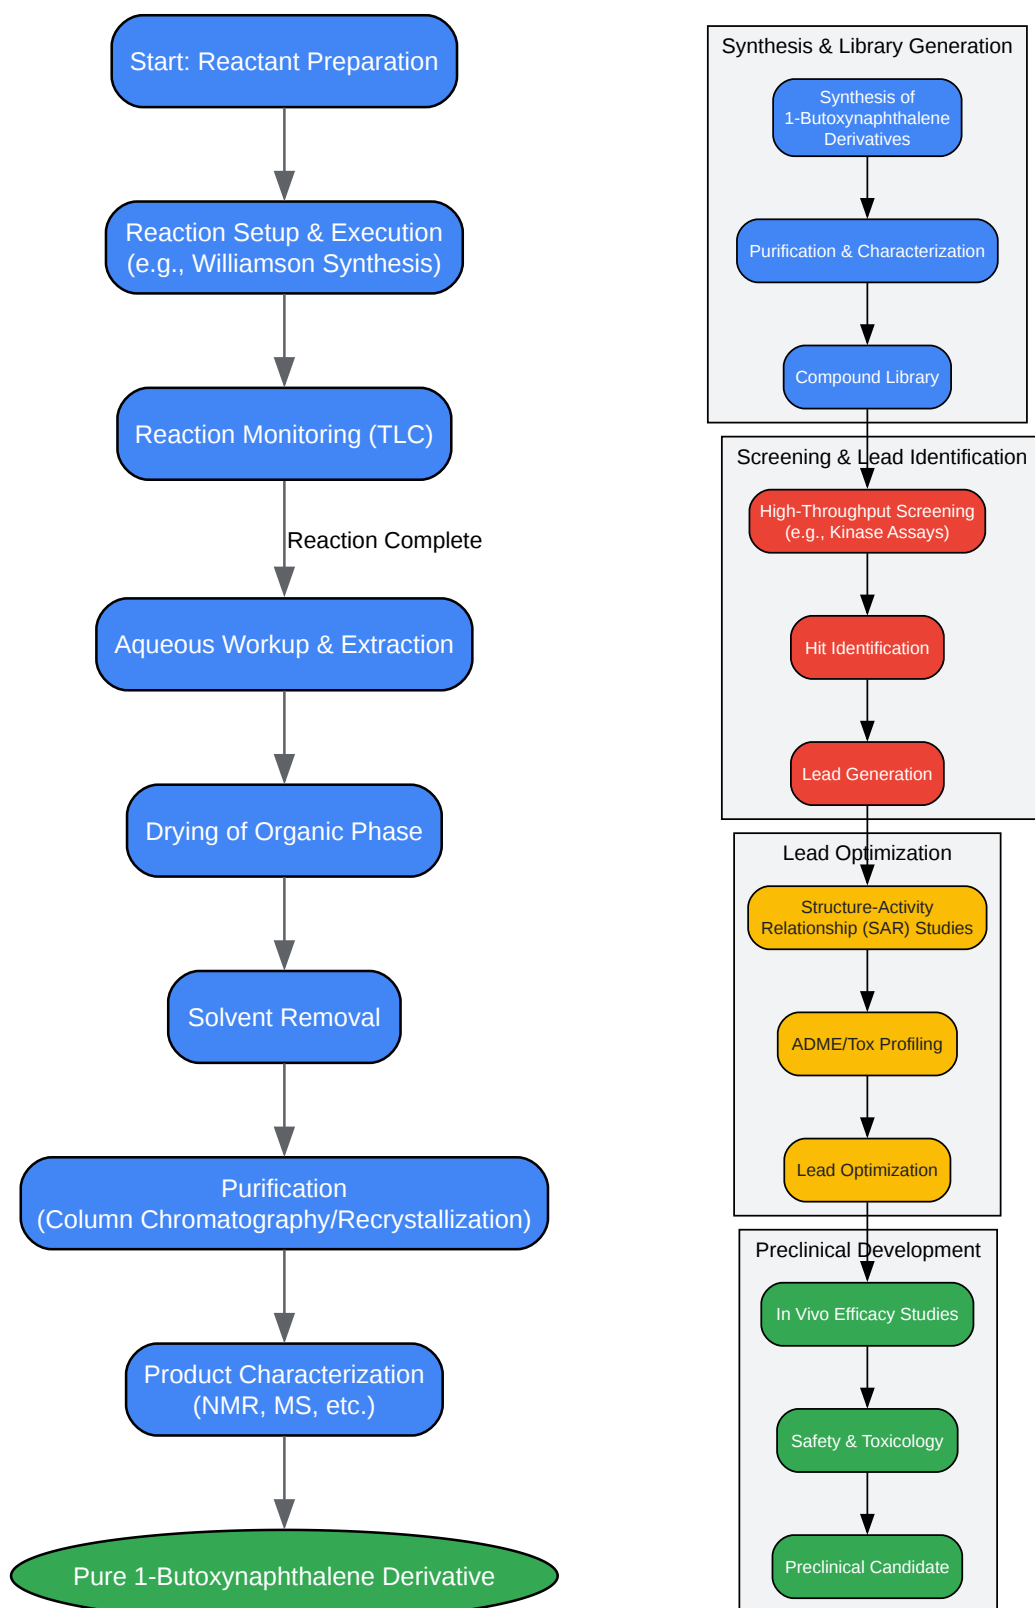 Start: Reactant Preparation
Reaction Setup & Execution
(e.g., Williamson Synthesis)
Reaction Monitoring (TLC)
Reaction Complete
Aqueous Workup & Extraction
Drying of Organic Phase
Solvent Removal
Purification
(Column Chromatography/Recrystallization)
Product Characterization
(NMR, MS, etc.)
Pure 1-Butoxynaphthalene Derivative
Synthesis & Library Generation
Synthesis of
1-Butoxynaphthalene
Derivatives
Purification & Characterization
Compound Library
Screening & Lead Identification
High-Throughput Screening
(e.g., Kinase Assays)
Hit Identification
Lead Generation
Lead Optimization
Structure-Activity
Relationship (SAR) Studies
ADME/Tox Profiling
Lead Optimization
Preclinical Development
In Vivo Efficacy Studies
Safety & Toxicology
Preclinical Candidate